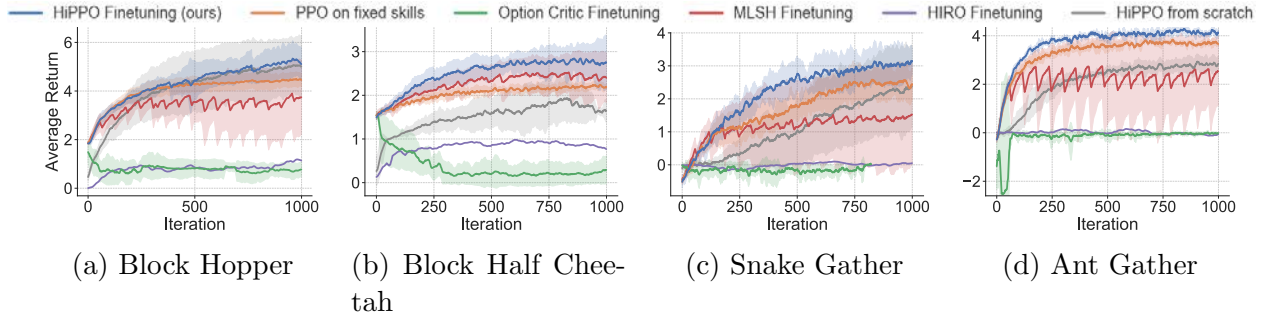 HiPPO Finetuning (ours) PPO on fixed skills Option Critic Finetuning MLSH Finetuning HIRO Finetuning HiPPO from scratch
Average Return
6
4
2
0
0 500 1000
Iteration
(a) Block Hopper
3
2
1
0
0 250 500 750 1000
Iteration
(b) Block Half Chee-
tah
4
3
2
1
0
0 250 500 750 1000
Iteration
(c) Snake Gather
4
2
0
−2
0 250 500 750 1000
Iteration
(d) Ant Gather